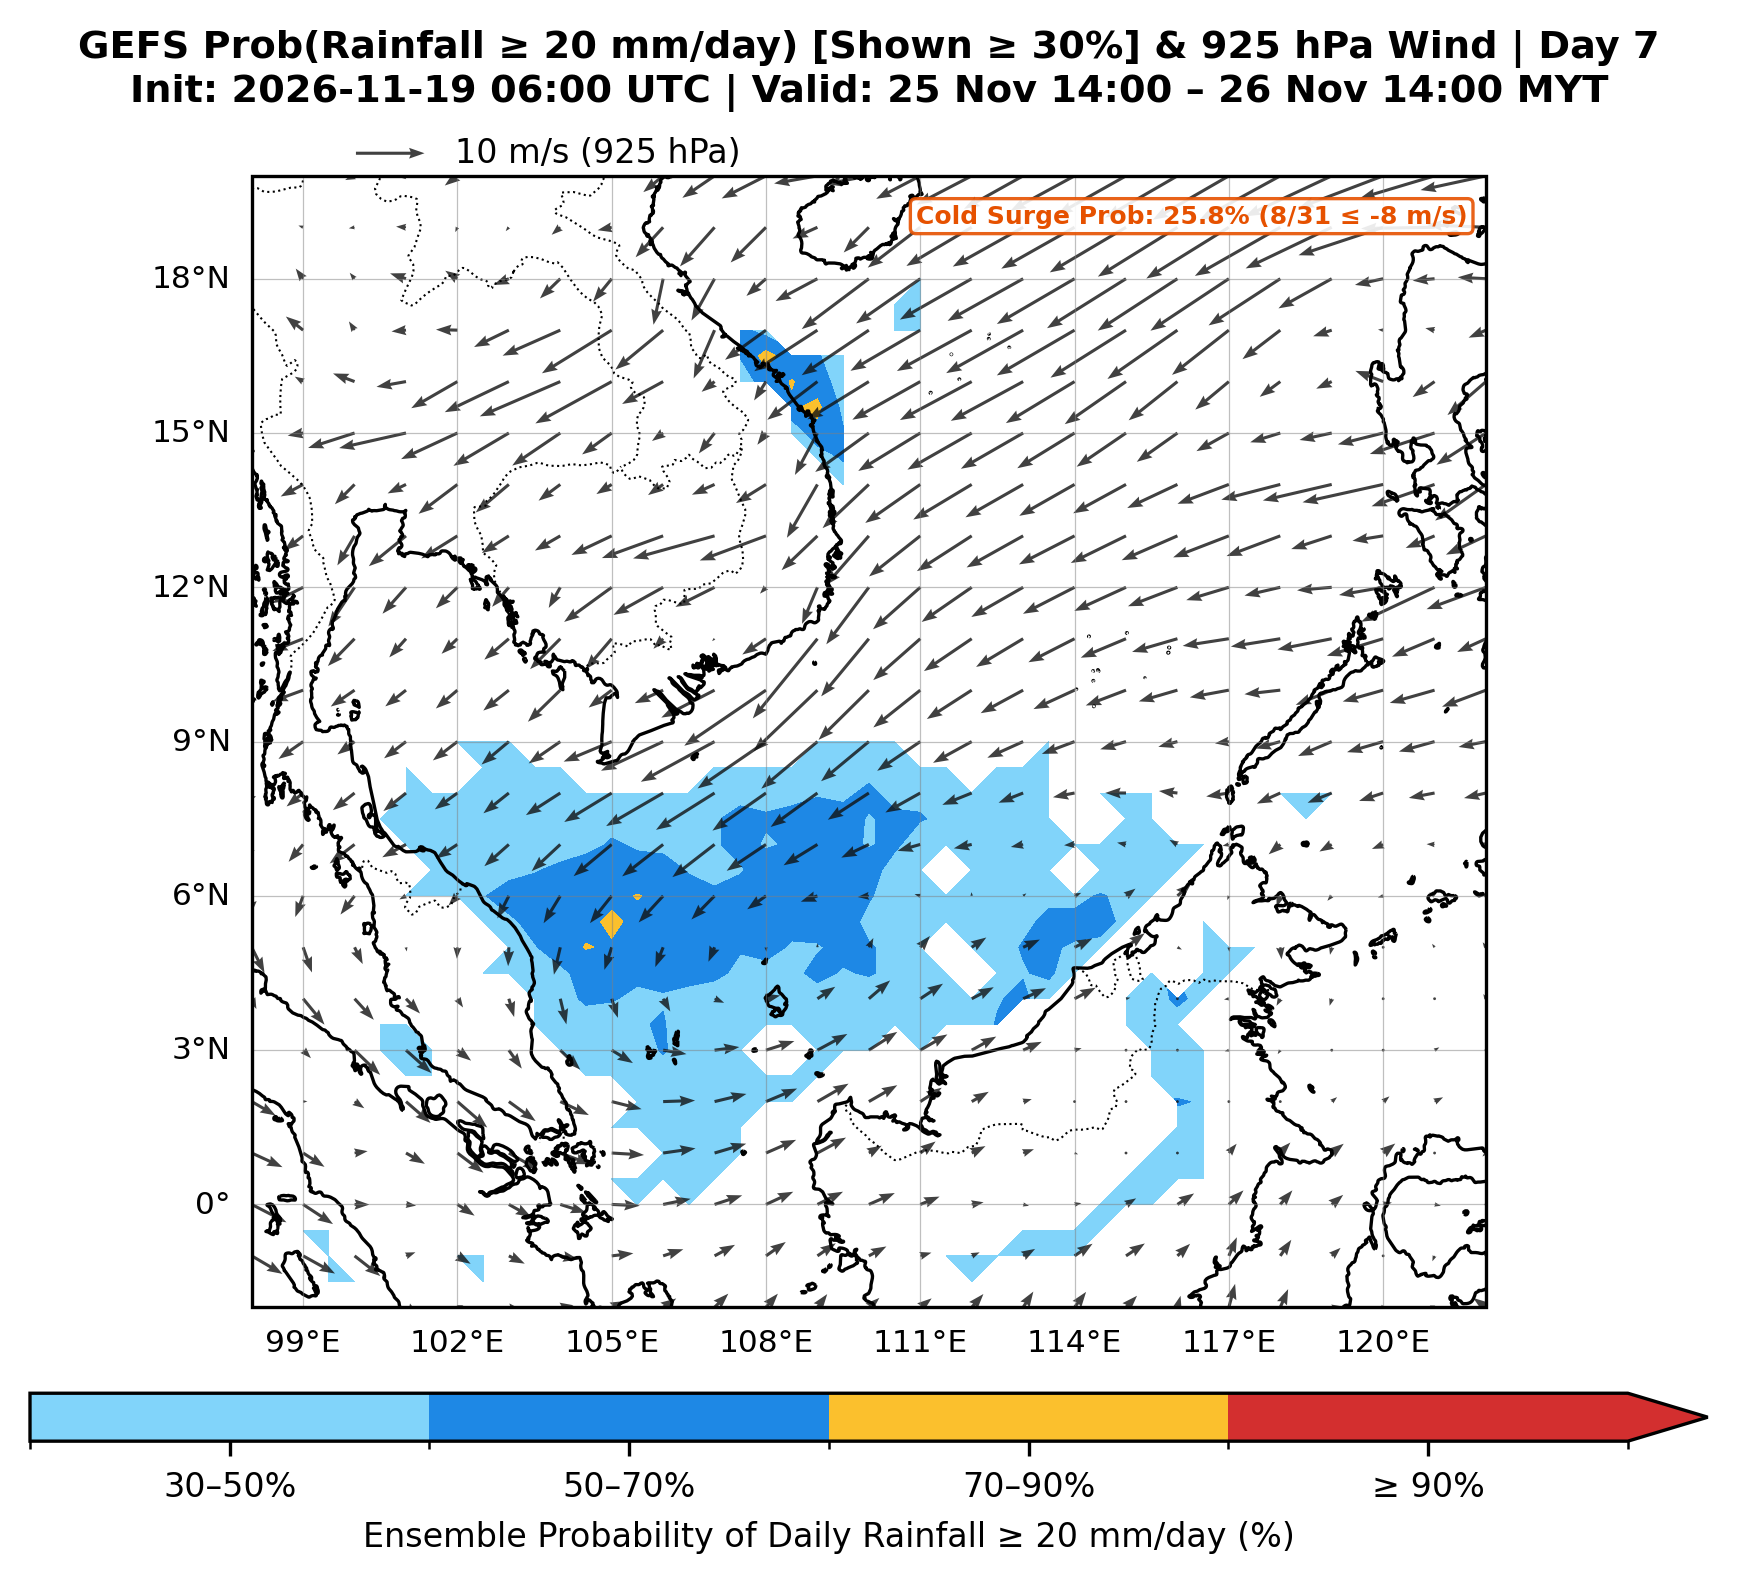 GEFS Prob(Rainfall ≥ 20 mm/day) [Shown ≥ 30%] & 925 hPa Wind | Day 7
Init: 2026-11-19 06:00 UTC | Valid: 25 Nov 14:00 – 26 Nov 14:00 MYT
10 m/s (925 hPa)
Cold Surge Prob: 25.8% (8/31 ≤ -8 m/s)
18°N
15°N
12°N
9°N
6°N
3°N
0°
99°E 102°E 105°E 108°E 111°E 114°E 117°E 120°E
30–50% 50–70% 70–90% ≥ 90%
Ensemble Probability of Daily Rainfall ≥ 20 mm/day (%)